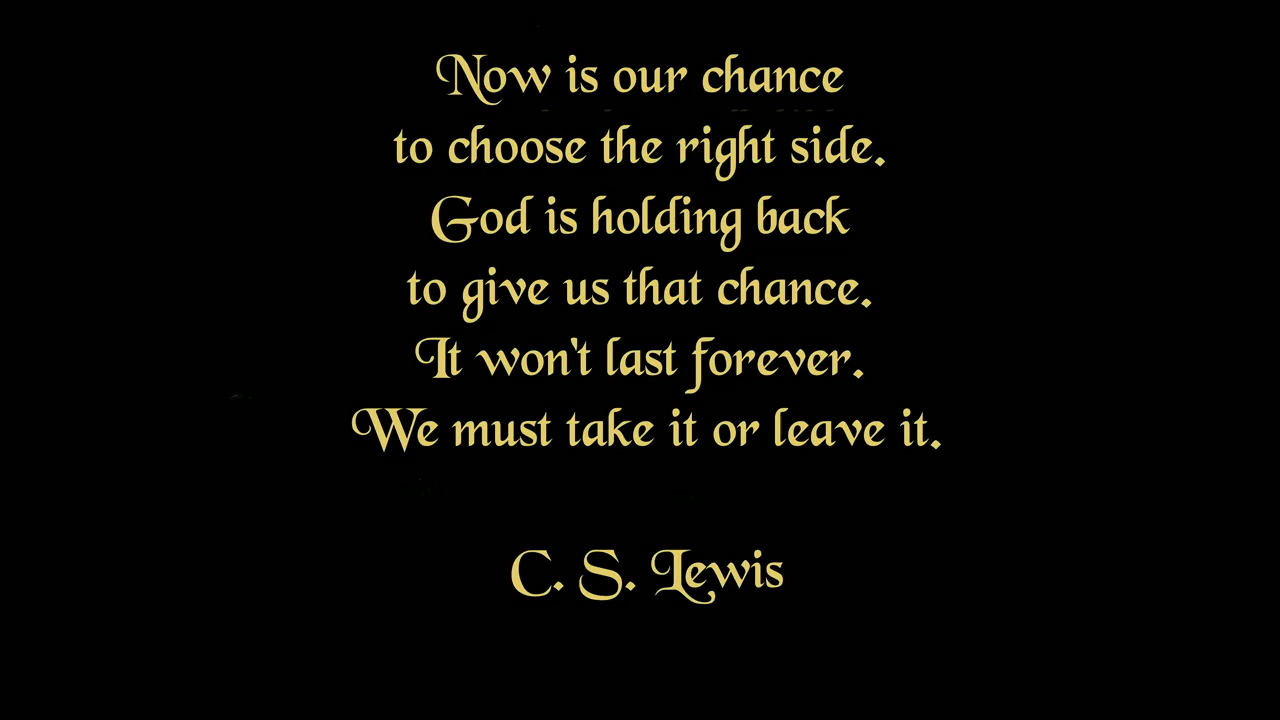 Now is our chance
to choose the right side.
God is holding back
to give us that chance.
It won't last forever.
We must take it or leave it.
C. S. Lewis